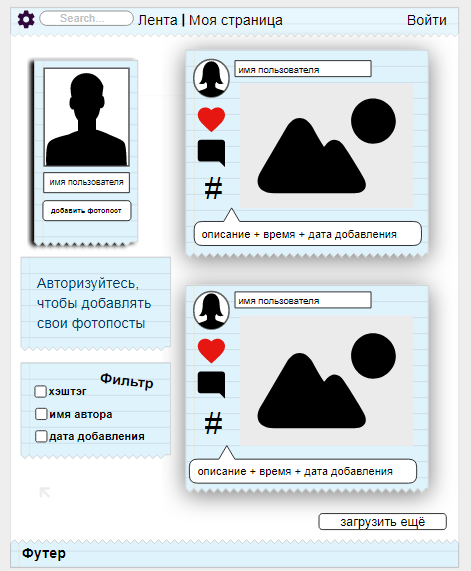 Search...
Лента | Моя страница
Войти
имя пользователя
добавить фотопост
Авторизуйтесь,
чтобы добавлять
свои фотопосты
Фильтр
хэштэг
имя автора
дата добавления
имя пользователя
#
описание + время + дата добавления
имя пользователя
#
описание + время + дата добавления
загрузить ещё
Футер